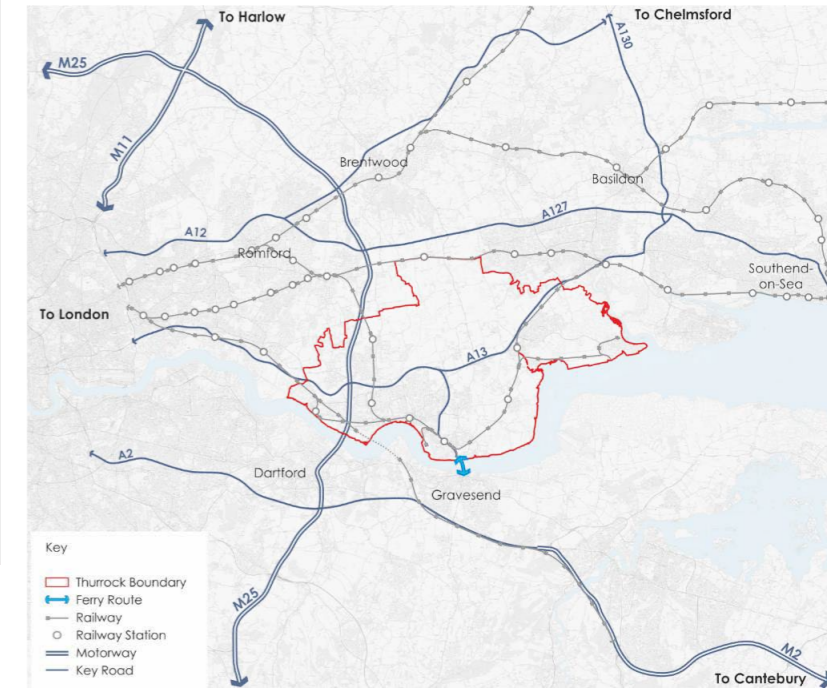 To Harlow
To Chelmsford
M25
A130
M11
Brentwood
Basildon
A127
A12
Romford
Southend-
on-Sea
To London
A13
A2
Dartford
Gravesend
Key
Thurrock Boundary
Ferry Route
Railway
Railway Station
Motorway
Key Road
M25
M2
To Cantebury